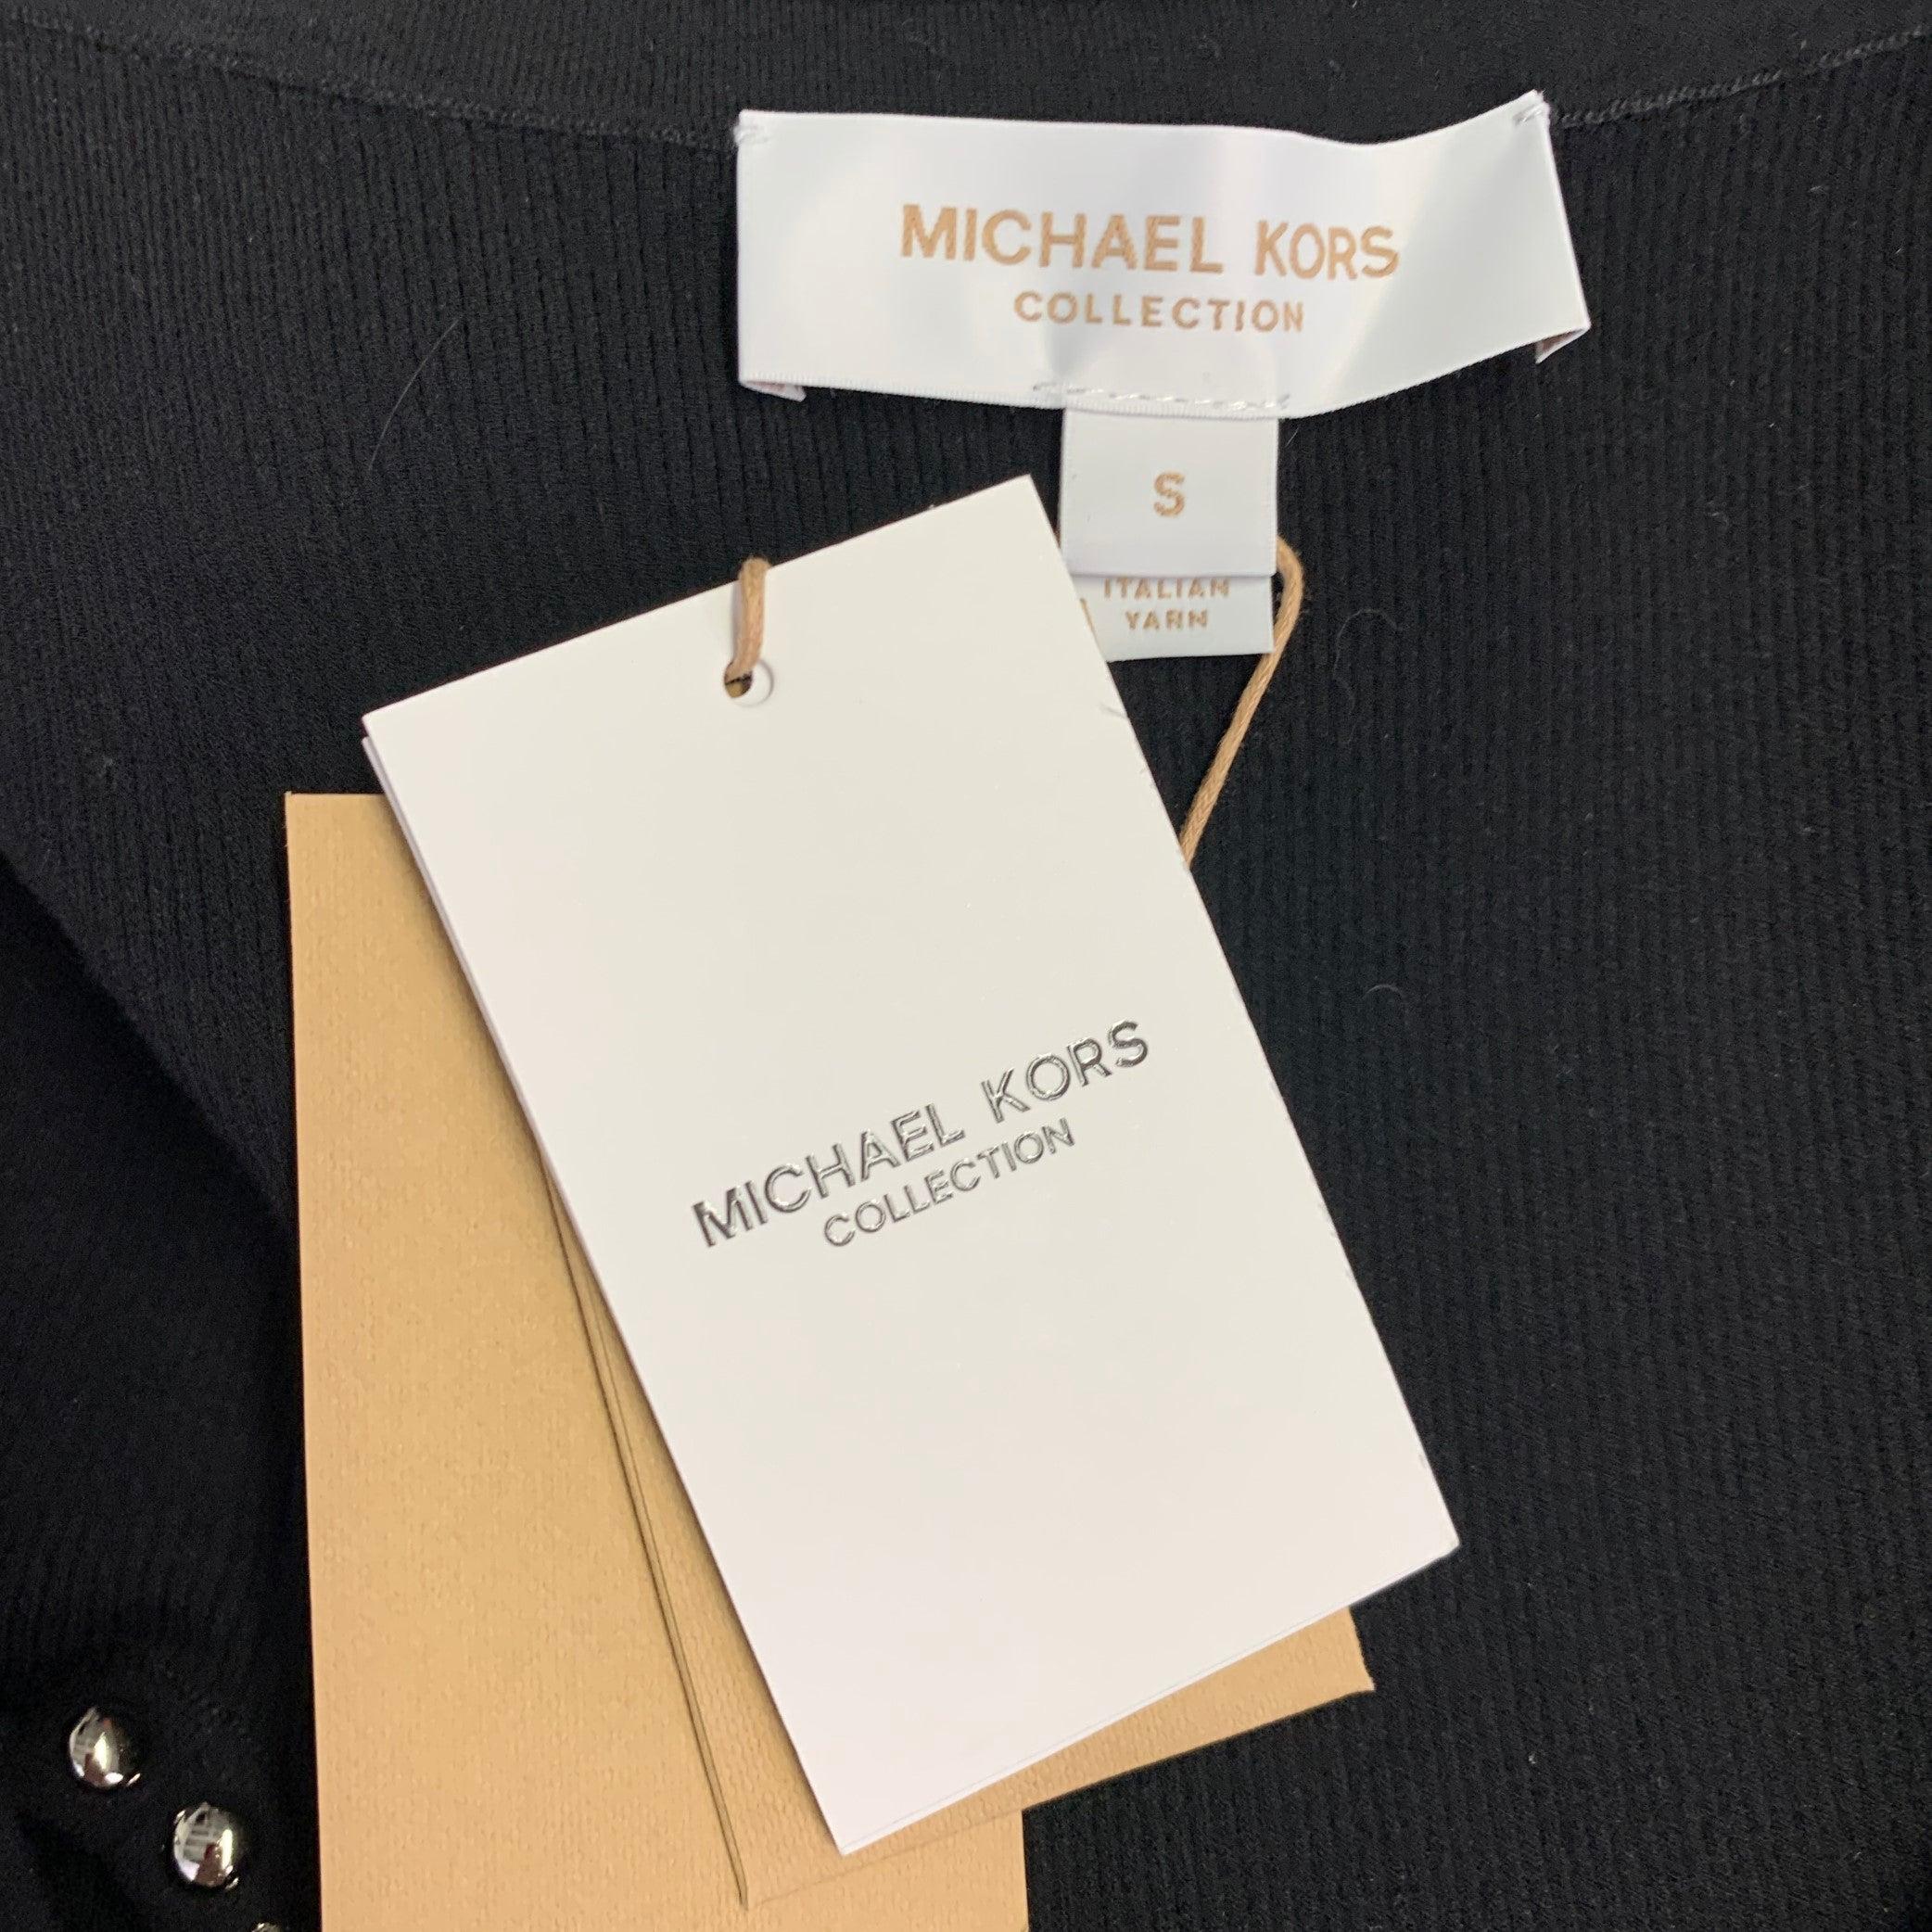 MICHAEL KORS
COLLECTION
S
ITALIAN
YARN
MICHAEL KORS
COLLECTION